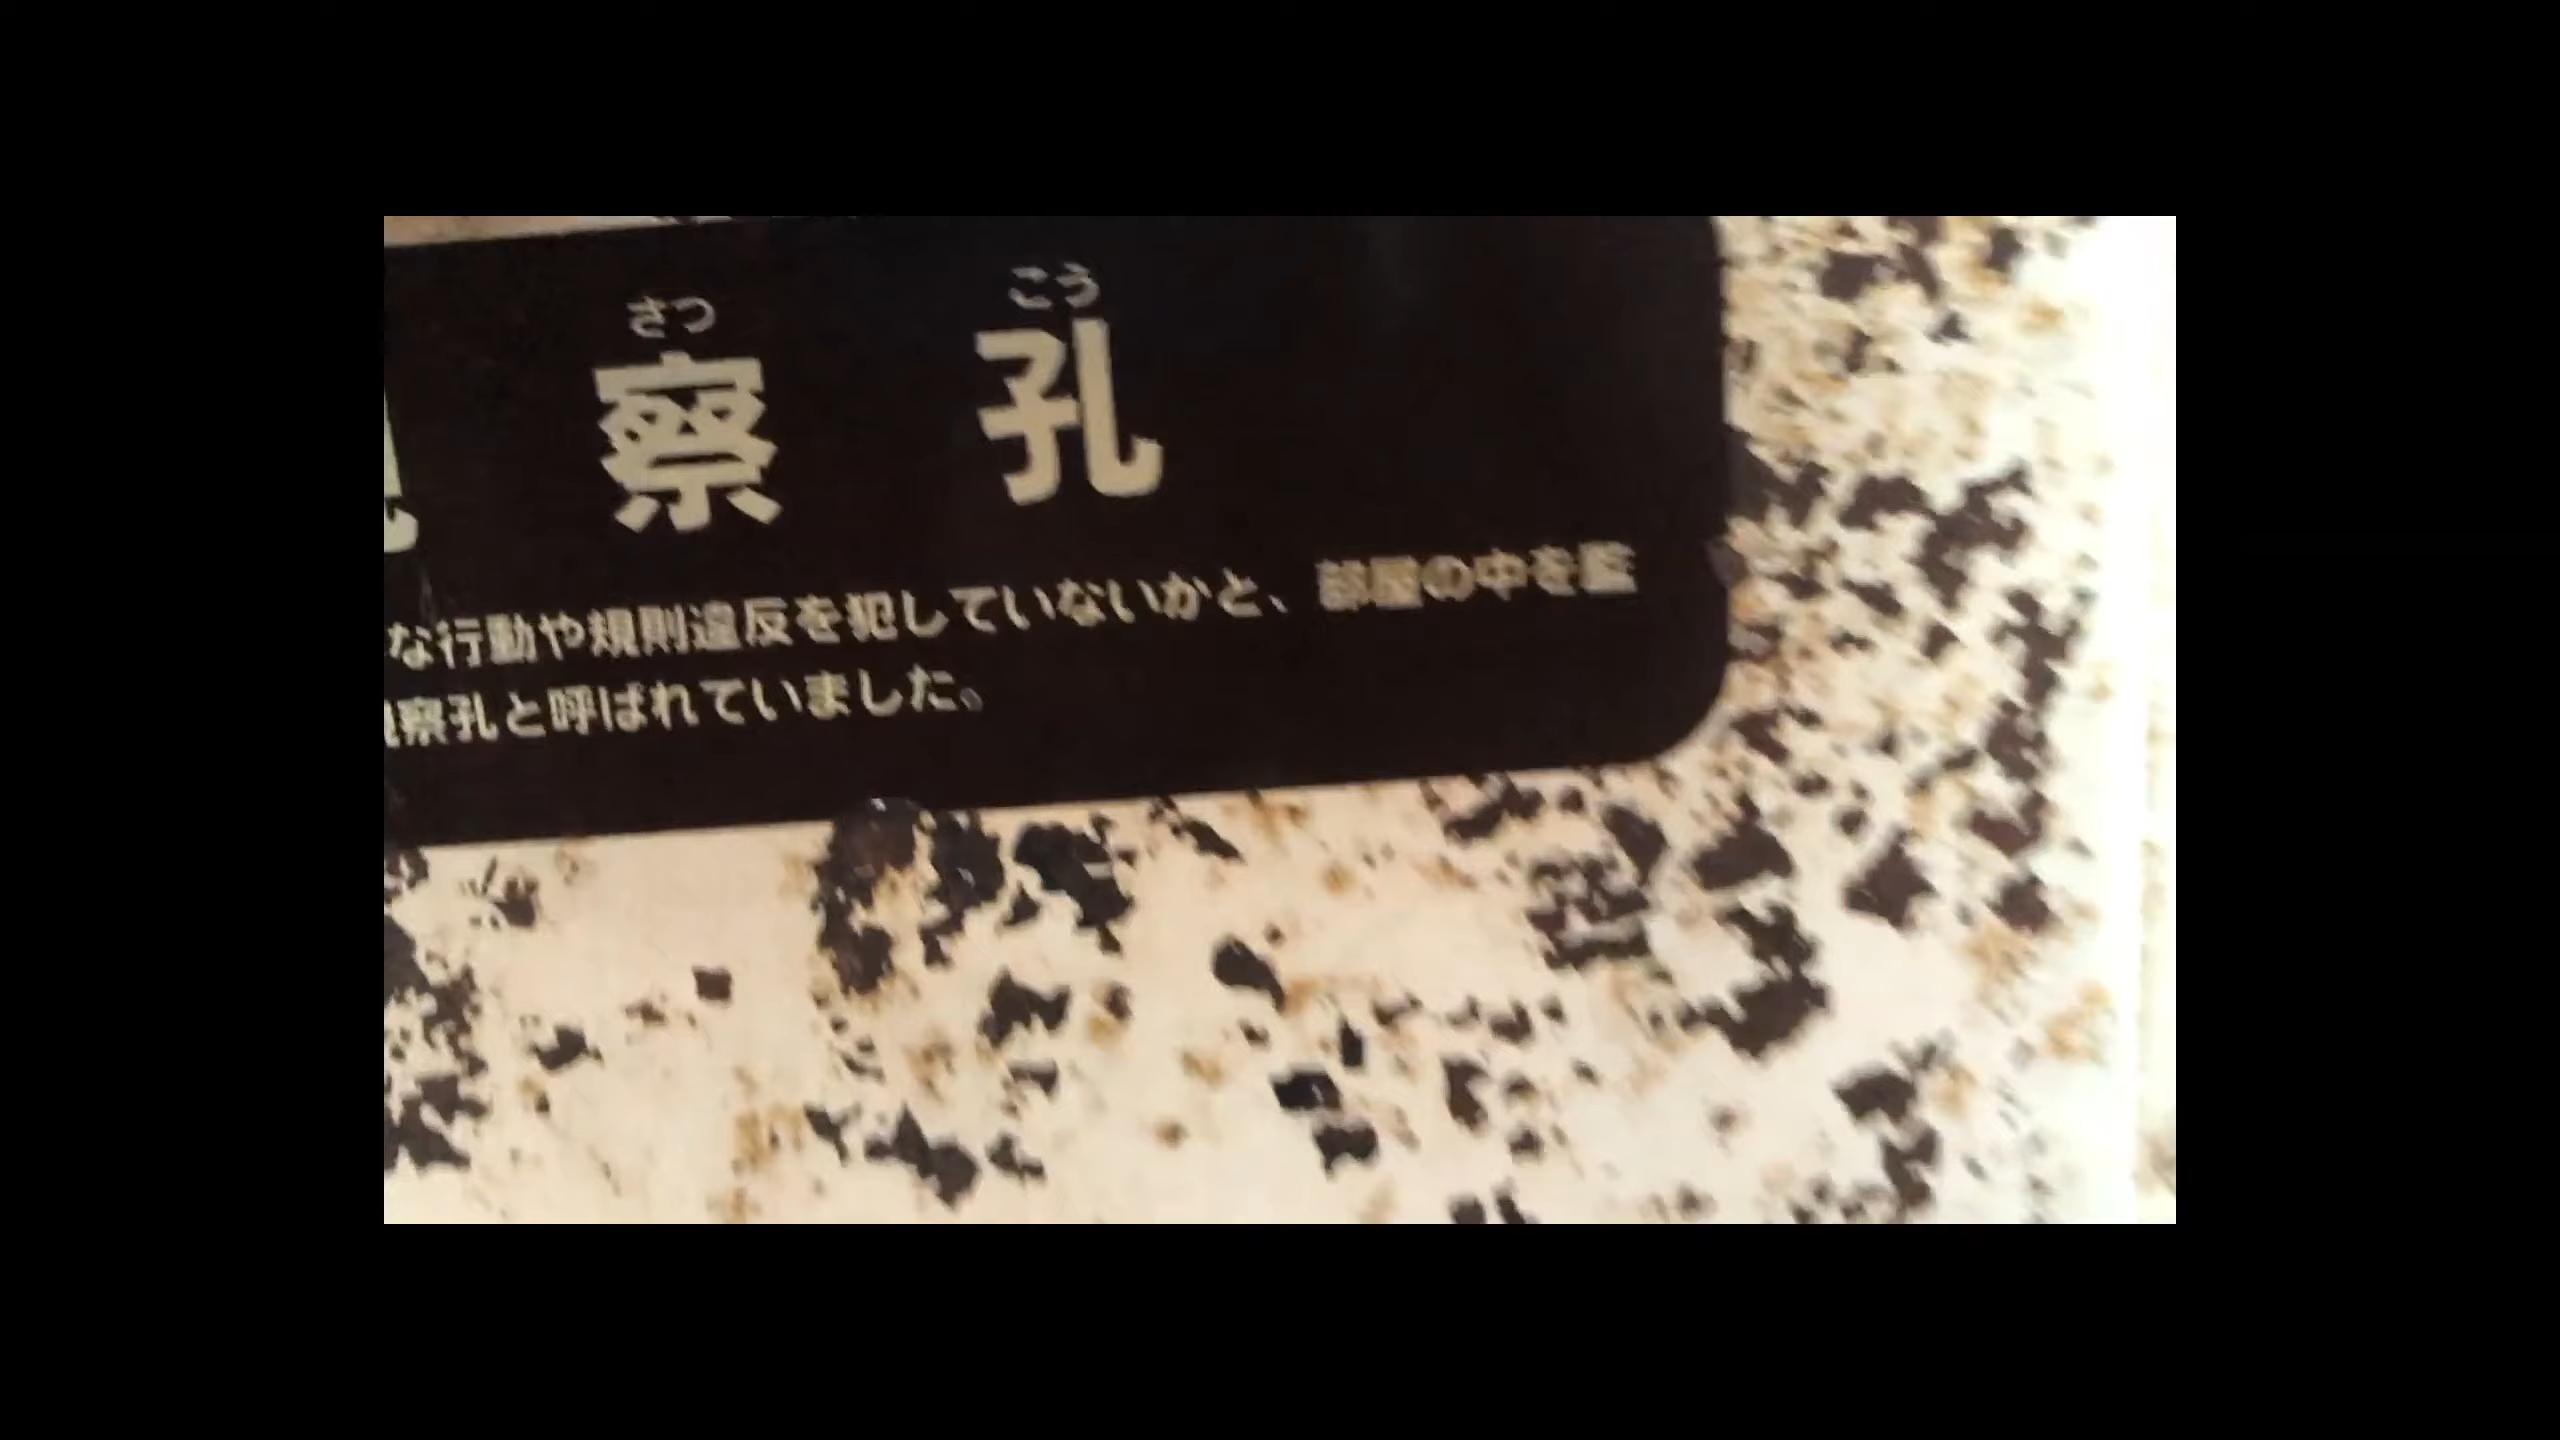 さつ こう
察 孔
な行動や規則違反を犯していないかと、部屋の中を監
察孔と呼ばれていました。